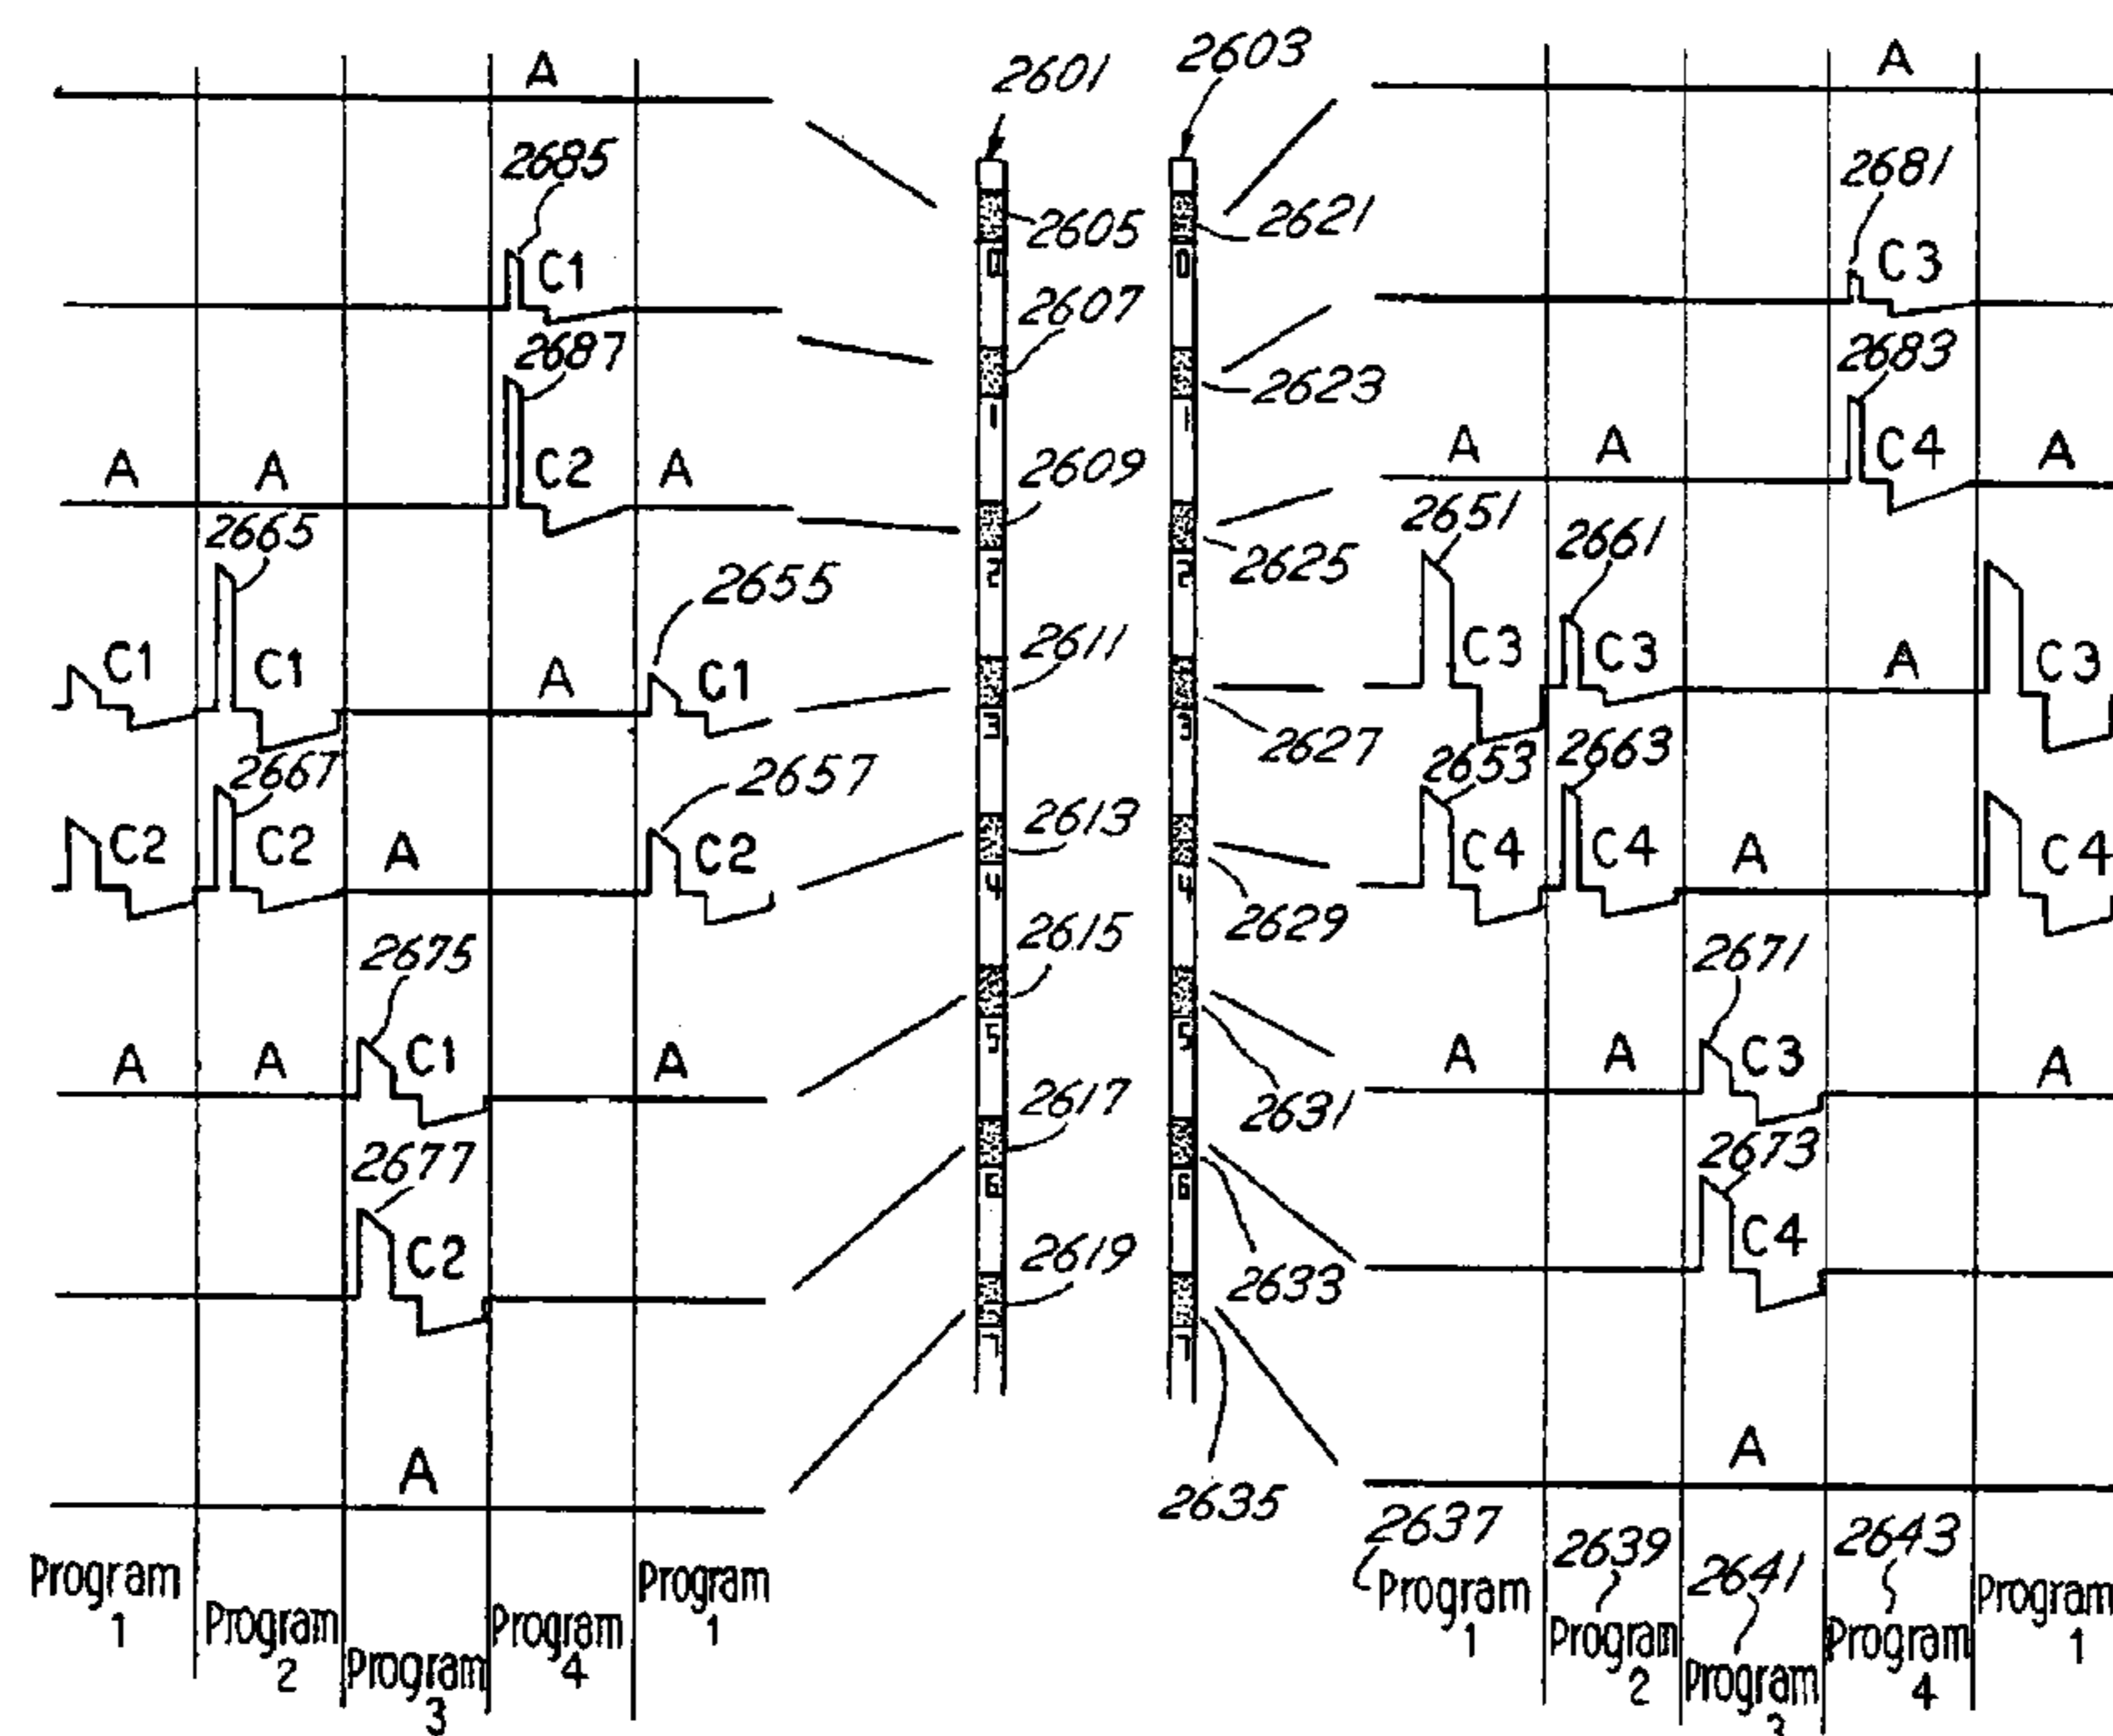 A
2601
2603
A
2685
C1
2605
2621
0
0
2681
C3
2607
2687
2623
2683
1
1
A
A
C2
A
2609
A
A
C4
A
2665
2655
2
2625
2
2651
2661
C1
C1
A
C1
2611
C3
C3
A
C3
3
3
2627
2667
2657
2653
2663
C2
C2
A
C2
2613
C4
C4
A
C4
4
4
2629
2675
2615
2671
A
A
C1
A
5
5
2631
A
A
C3
A
2677
2617
2673
C2
6
6
2633
C4
2619
7
7
A
2635
A
2637
2639
2641
2643
Program
1
Program
2
Program
3
Program
4
Program
1
Program
1
Program
2
Program
3
Program
4
Program
1